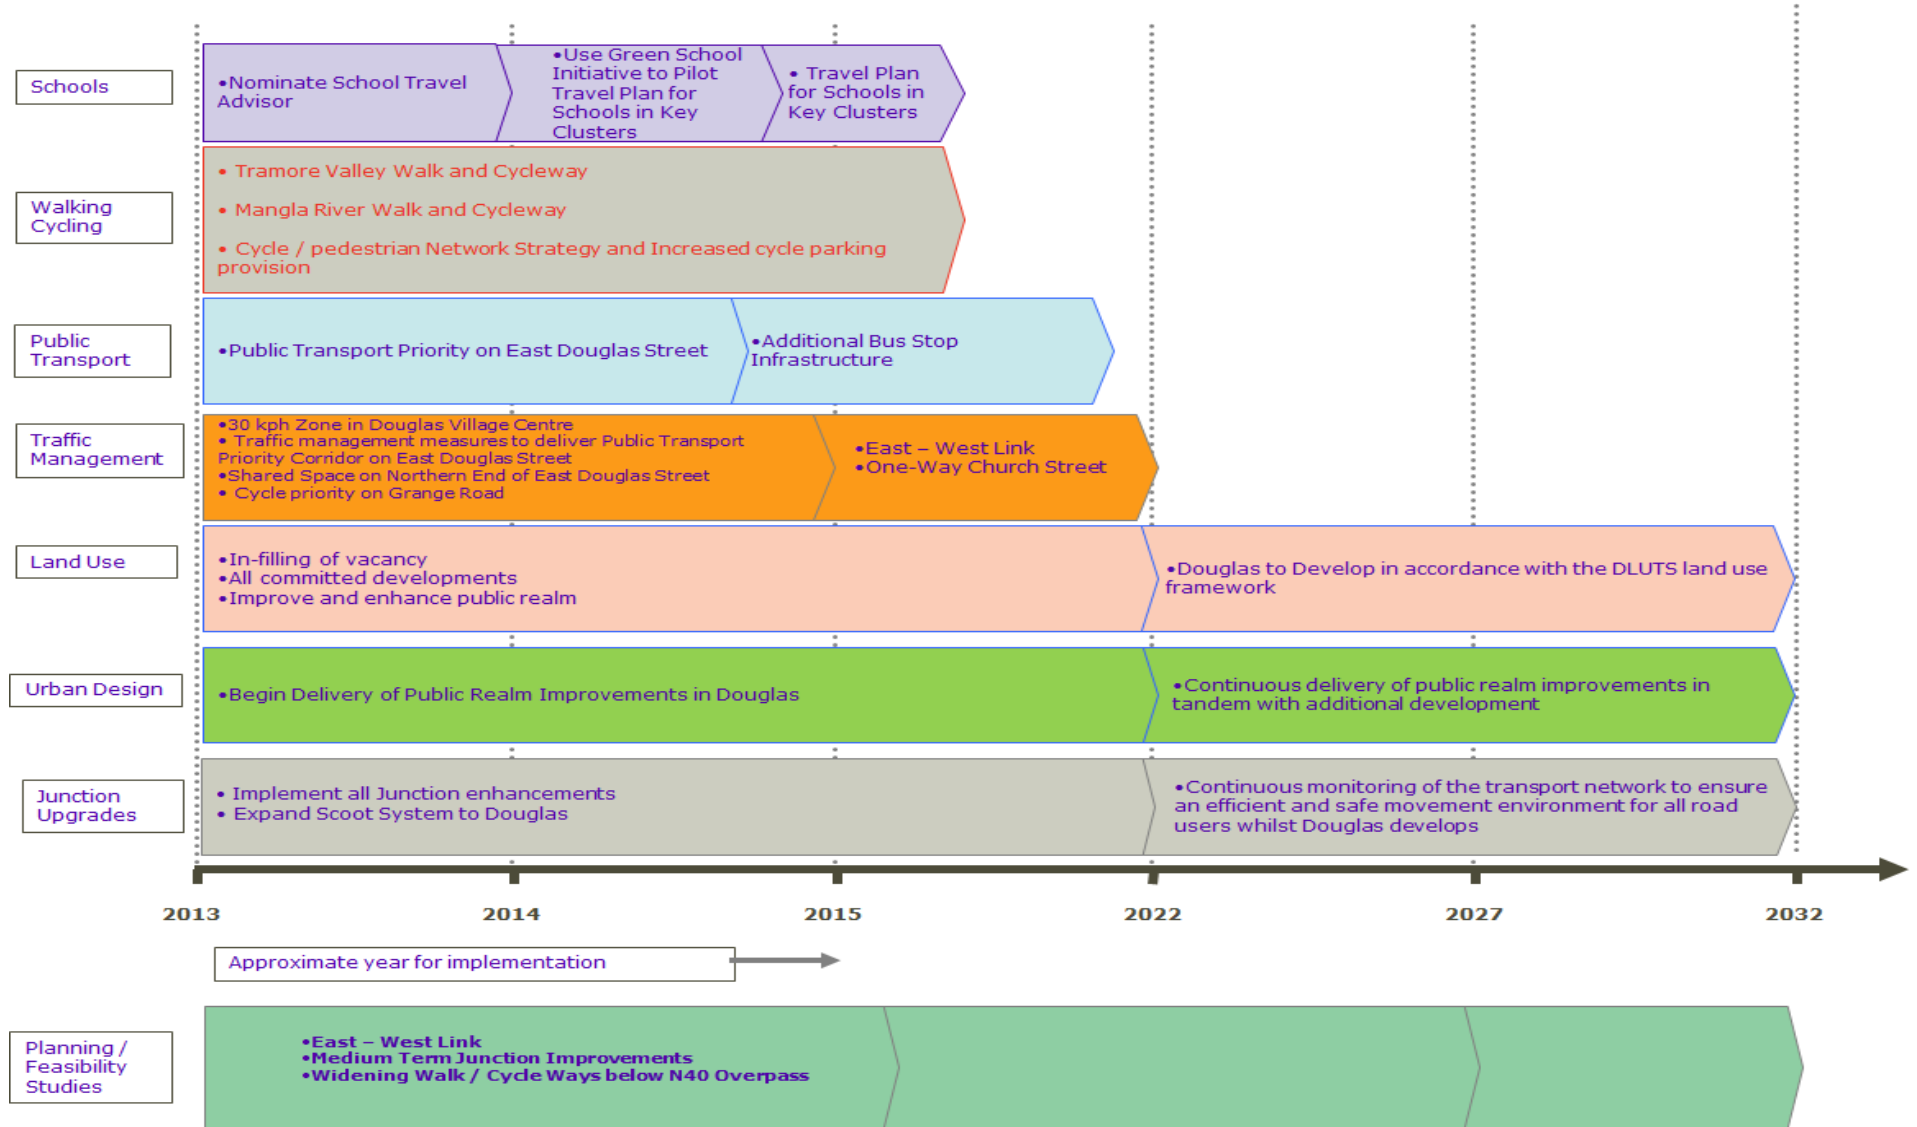 Schools
•Nominate School Travel
Advisor
•Use Green School
Initiative to Pilot
Travel Plan for
Schools in Key
Clusters
• Travel Plan
for Schools in
Key Clusters
Walking
Cycling
• Tramore Valley Walk and Cycleway
• Mangla River Walk and Cycleway
• Cycle / pedestrian Network Strategy and Increased cycle parking
provision
Public
Transport
•Public Transport Priority on East Douglas Street
•Additional Bus Stop
Infrastructure
Traffic
Management
•30 kph Zone in Douglas Village Centre
• Traffic management measures to deliver Public Transport
Priority Corridor on East Douglas Street
•Shared Space on Northern End of East Douglas Street
• Cycle priority on Grange Road
•East – West Link
•One-Way Church Street
Land Use
•In-filling of vacancy
•All committed developments
•Improve and enhance public realm
•Douglas to Develop in accordance with the DLUTS land use
framework
Urban Design
•Begin Delivery of Public Realm Improvements in Douglas
•Continuous delivery of public realm improvements in
tandem with additional development
Junction
Upgrades
• Implement all Junction enhancements
• Expand Scoot System to Douglas
•Continuous monitoring of the transport network to ensure
an efficient and safe movement environment for all road
users whilst Douglas develops
2013 2014 2015 2022 2027 2032
Approximate year for implementation
Planning /
Feasibility
Studies
•East – West Link
•Medium Term Junction Improvements
•Widening Walk / Cycle Ways below N40 Overpass